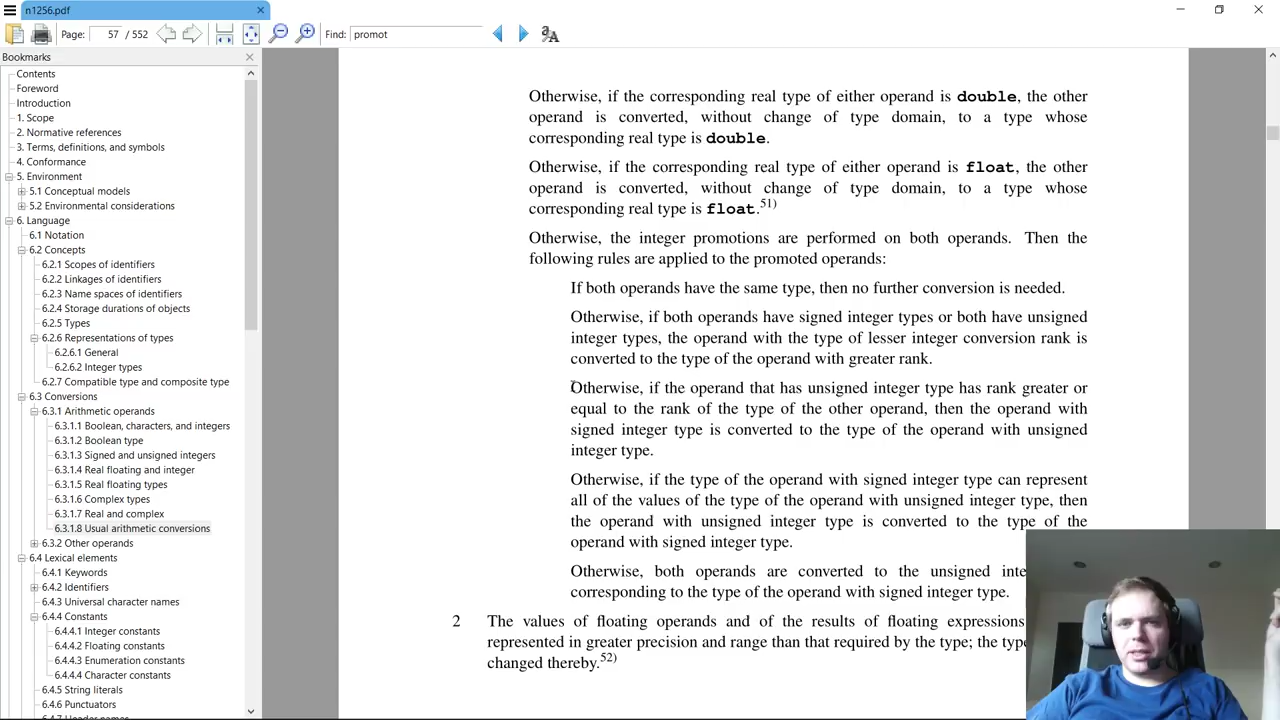 n1256.pdf
Page: 57 / 552 Find: promot
Bookmarks
Contents
Foreword
Introduction
1. Scope
2. Normative references
3. Terms, definitions, and symbols
4. Conformance
5. Environment
5.1 Conceptual models
5.2 Environmental considerations
6. Language
6.1 Notation
6.2 Concepts
6.2.1 Scopes of identifiers
6.2.2 Linkages of identifiers
6.2.3 Name spaces of identifiers
6.2.4 Storage durations of objects
6.2.5 Types
6.2.6 Representations of types
6.2.6.1 General
6.2.6.2 Integer types
6.2.7 Compatible type and composite type
6.3 Conversions
6.3.1 Arithmetic operands
6.3.1.1 Boolean, characters, and integers
6.3.1.2 Boolean type
6.3.1.3 Signed and unsigned integers
6.3.1.4 Real floating and integer
6.3.1.5 Real floating types
6.3.1.6 Complex types
6.3.1.7 Real and complex
6.3.1.8 Usual arithmetic conversions
6.3.2 Other operands
6.4 Lexical elements
6.4.1 Keywords
6.4.2 Identifiers
6.4.3 Universal character names
6.4.4 Constants
6.4.4.1 Integer constants
6.4.4.2 Floating constants
6.4.4.3 Enumeration constants
6.4.4.4 Character constants
6.4.5 String literals
6.4.6 Punctuators
6.4.7 Header names
Otherwise, if the corresponding real type of either operand is double, the other
operand is converted, without change of type domain, to a type whose
corresponding real type is double.
Otherwise, if the corresponding real type of either operand is float, the other
operand is converted, without change of type domain, to a type whose
corresponding real type is float.51)
Otherwise, the integer promotions are performed on both operands. Then the
following rules are applied to the promoted operands:
If both operands have the same type, then no further conversion is needed.
Otherwise, if both operands have signed integer types or both have unsigned
integer types, the operand with the type of lesser integer conversion rank is
converted to the type of the operand with greater rank.
Otherwise, if the operand that has unsigned integer type has rank greater or
equal to the rank of the type of the other operand, then the operand with
signed integer type is converted to the type of the operand with unsigned
integer type.
Otherwise, if the type of the operand with signed integer type can represent
all of the values of the type of the operand with unsigned integer type, then
the operand with unsigned integer type is converted to the type of the
operand with signed integer type.
Otherwise, both operands are converted to the unsigned inte
corresponding to the type of the operand with signed integer type.
2 The values of floating operands and of the results of floating expressions
represented in greater precision and range than that required by the type; the type
changed thereby.52)